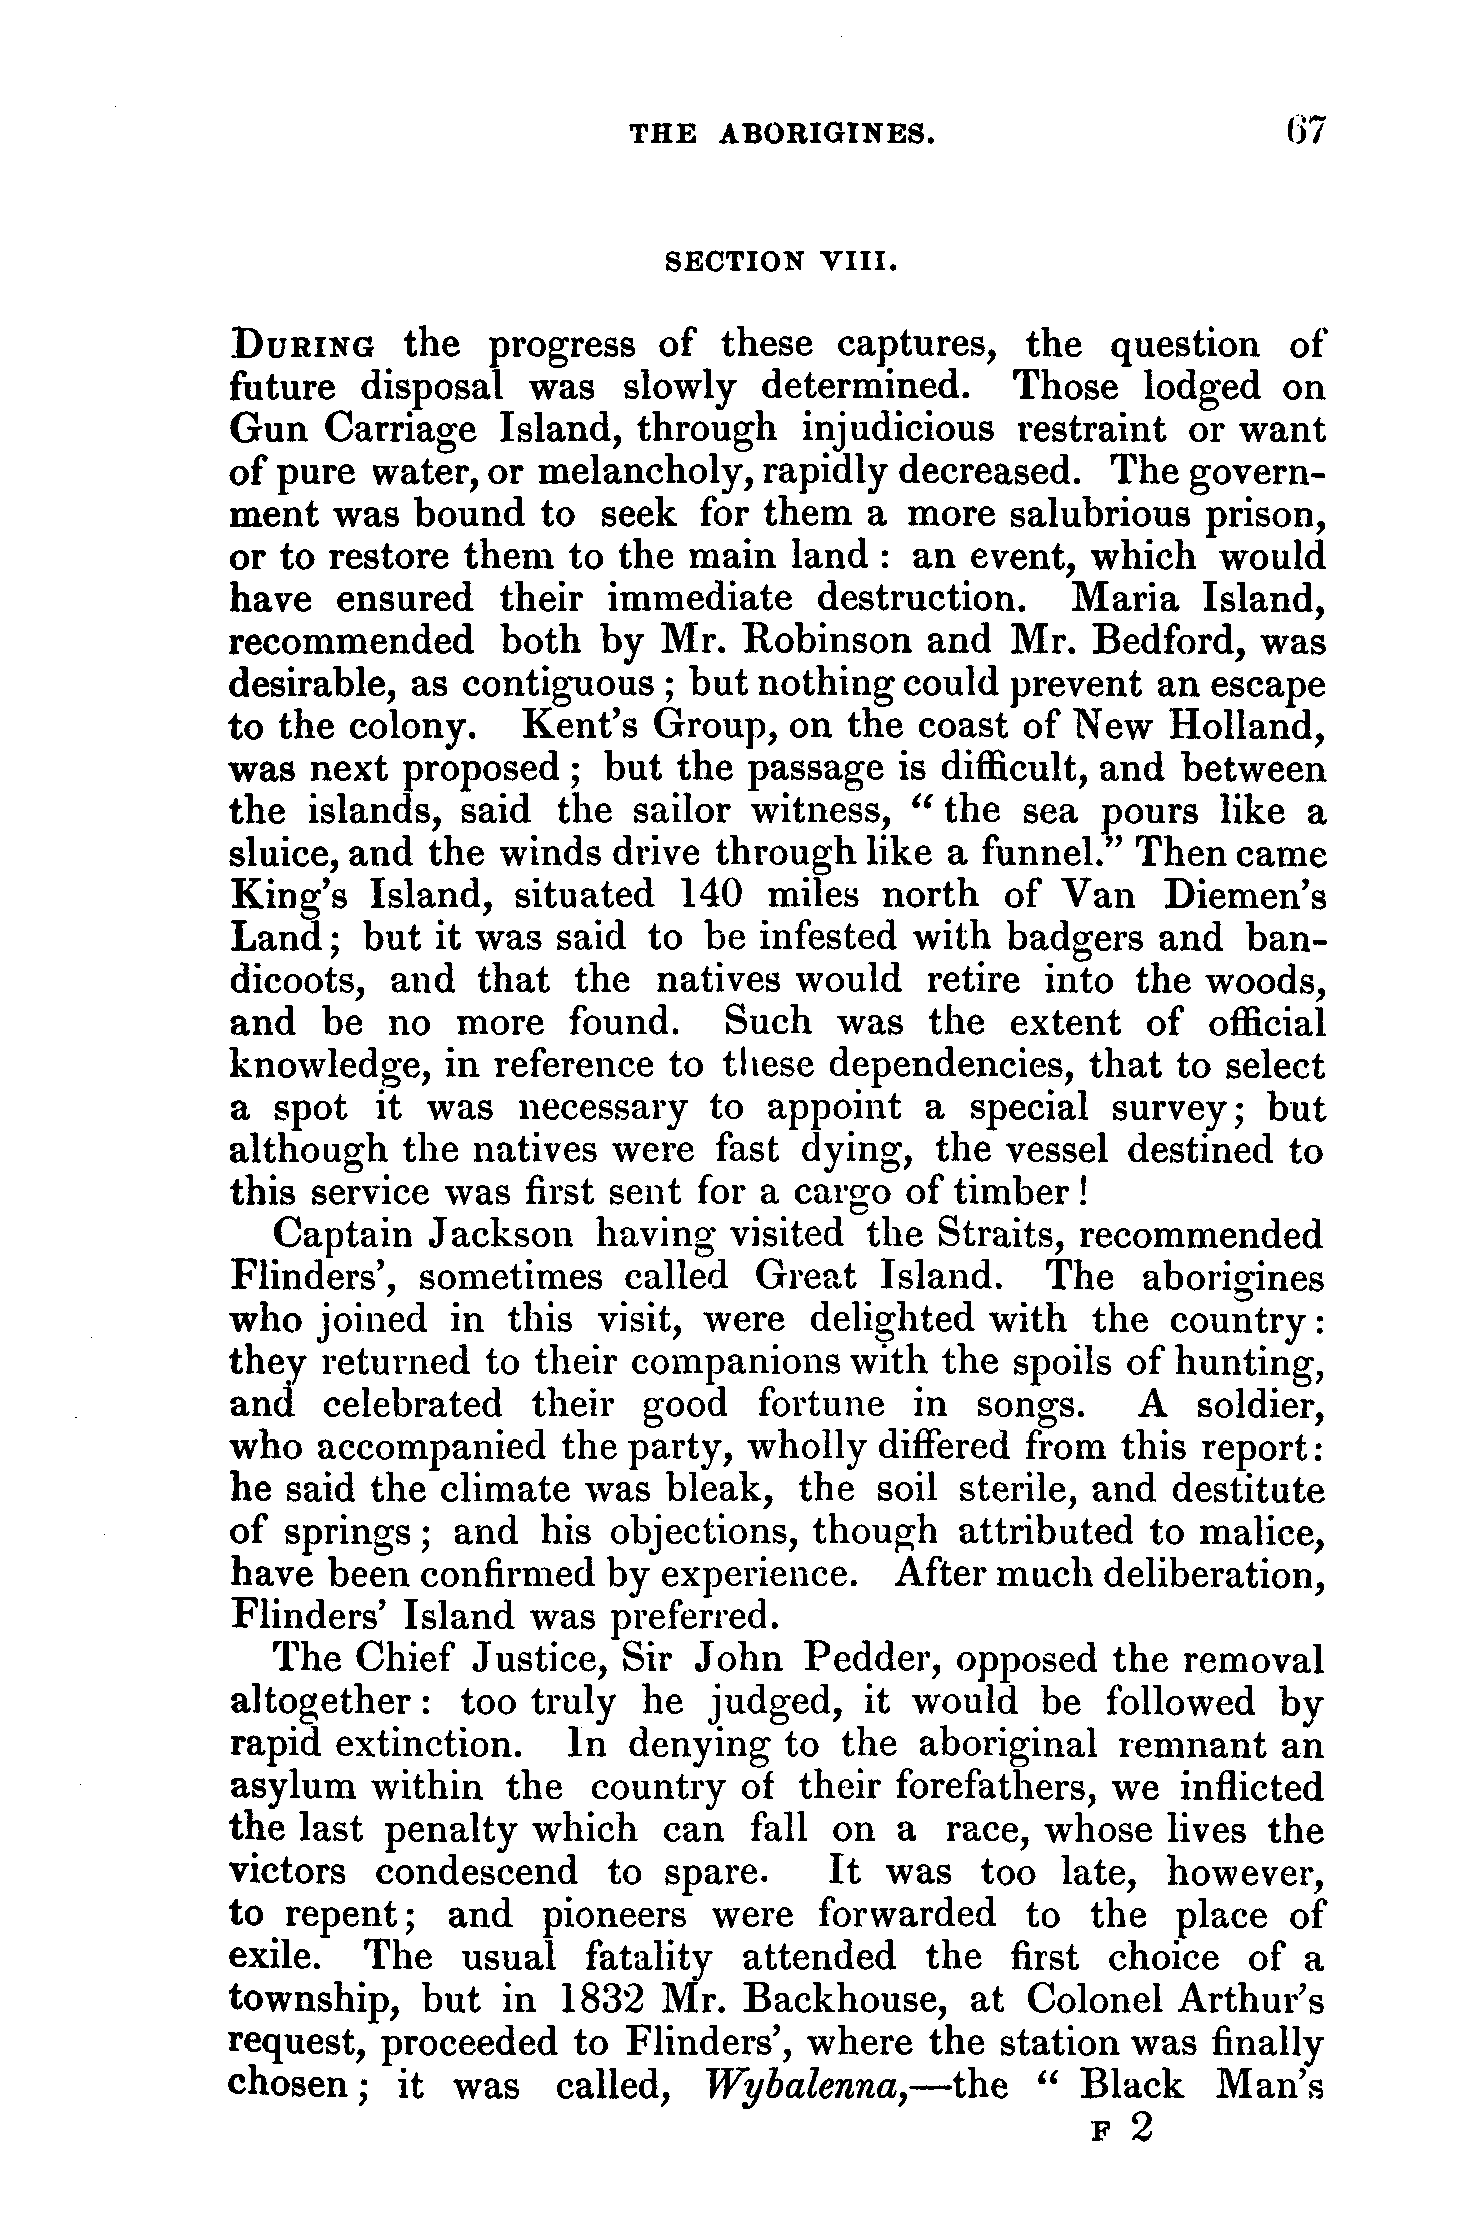 THE ABORIGINES. 67
SECTION VIII.
DURING the progress of these captures, the question of
future disposal was slowly determined. Those lodged on
Gun Carriage Island, through injudicious restraint or want
of pure water, or melancholy, rapidly decreased. The govern-
ment was bound to seek for them a more salubrious prison,
or to restore them to the main land : an event, which would
have ensured their immediate destruction. Maria Island,
recommended both by Mr. Robinson and Mr. Bedford, was
desirable, as contiguous ; but nothing could prevent an escape
to the colony. Kent's Group, on the coast of New Holland,
was next proposed ; but the passage is difficult, and between
the islands, said the sailor witness, “ the sea pours like a
sluice, and the winds drive through like a funnel.” Then came
King's Island, situated 140 miles north of Van Diemen's
Land ; but it was said to be infested with badgers and ban-
dicoots, and that the natives would retire into the woods,
and be no more found. Such was the extent of official
knowledge, in reference to these dependencies, that to select
a spot it was necessary to appoint a special survey ; but
although the natives were fast dying, the vessel destined to
this service was first sent for a cargo of timber !
Captain Jackson having visited the Straits, recommended
Flinders', sometimes called Great Island. The aborigines
who joined in this visit, were delighted with the country :
they returned to their companions with the spoils of hunting,
and celebrated their good fortune in songs. A soldier,
who accompanied the party, wholly differed from this report :
he said the climate was bleak, the soil sterile, and destitute
of springs ; and his objections, though attributed to malice,
have been confirmed by experience. After much deliberation,
Flinders' Island was preferred.
The Chief Justice, Sir John Pedder, opposed the removal
altogether : too truly he judged, it would be followed by
rapid extinction. In denying to the aboriginal remnant an
asylum within the country of their forefathers, we inflicted
the last penalty which can fall on a race, whose lives the
victors condescend to spare. It was too late, however,
to repent ; and pioneers were forwarded to the place of
exile. The usual fatality attended the first choice of a
township, but in 1832 Mr. Backhouse, at Colonel Arthur's
request, proceeded to Flinders', where the station was finally
chosen ; it was called, Wybalenna,—the “ Black Man's
F 2